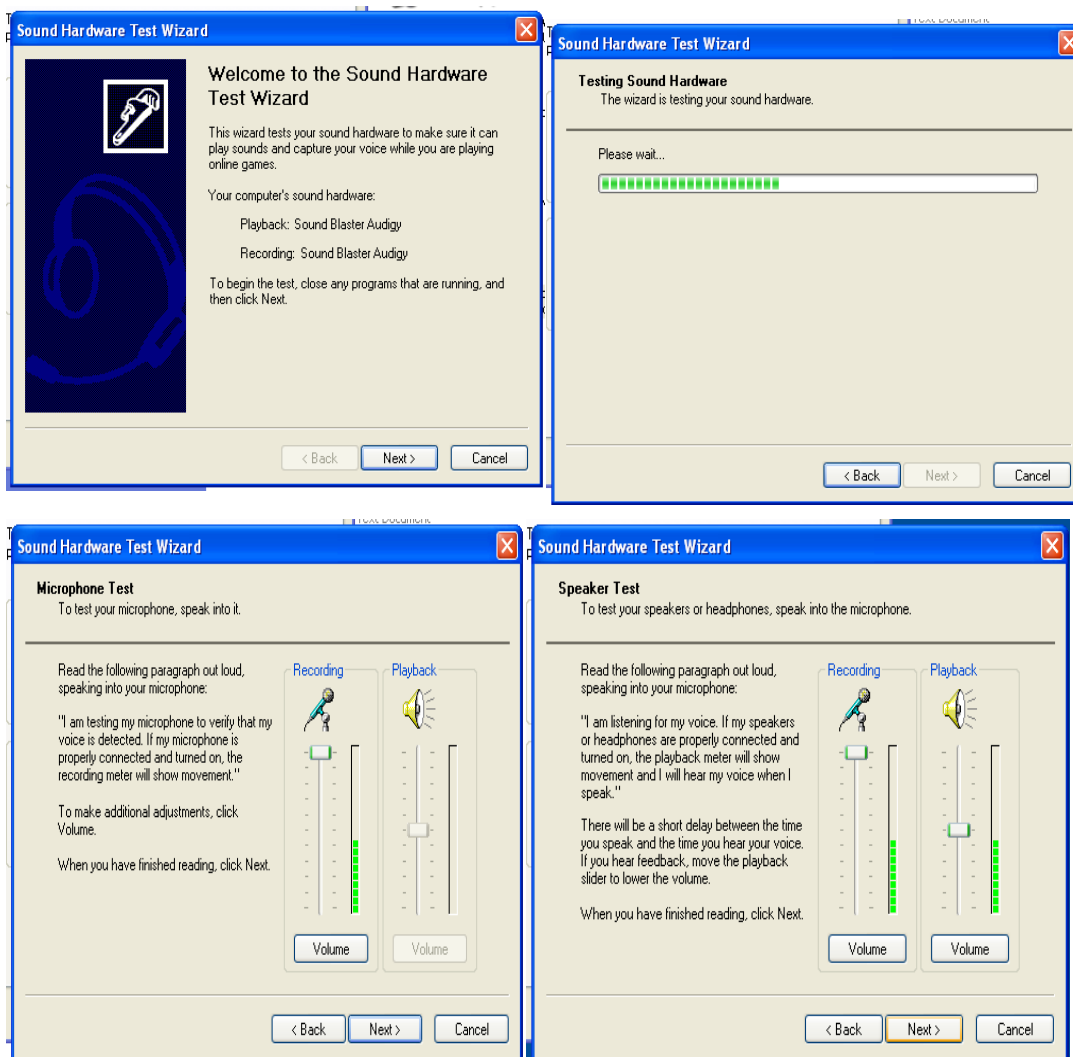 Text Document
Sound Hardware Test Wizard
Welcome to the Sound Hardware
Test Wizard
This wizard tests your sound hardware to make sure it can
play sounds and capture your voice while you are playing
online games.
Your computer's sound hardware:
Playback: Sound Blaster Audigy
Recording: Sound Blaster Audigy
To begin the test, close any programs that are running, and
then click Next.
< Back
Next >
Cancel
Sound Hardware Test Wizard
Testing Sound Hardware
The wizard is testing your sound hardware.
Please wait...
< Back
Next >
Cancel
Text Document
Sound Hardware Test Wizard
Microphone Test
To test your microphone, speak into it.
Read the following paragraph out loud,
speaking into your microphone:
"I am testing my microphone to verify that my
voice is detected. If my microphone is
properly connected and turned on, the
recording meter will show movement."
To make additional adjustments, click
Volume.
When you have finished reading, click Next.
Recording
Playback
Volume
Volume
< Back
Next >
Cancel
Sound Hardware Test Wizard
Speaker Test
To test your speakers or headphones, speak into the microphone.
Read the following paragraph out loud,
speaking into your microphone:
"I am listening for my voice. If my speakers
or headphones are properly connected and
turned on, the playback meter will show
movement and I will hear my voice when I
speak."
There will be a short delay between the time
you speak and the time you hear your voice.
If you hear feedback, move the playback
slider to lower the volume.
When you have finished reading, click Next.
Recording
Playback
Volume
Volume
< Back
Next >
Cancel